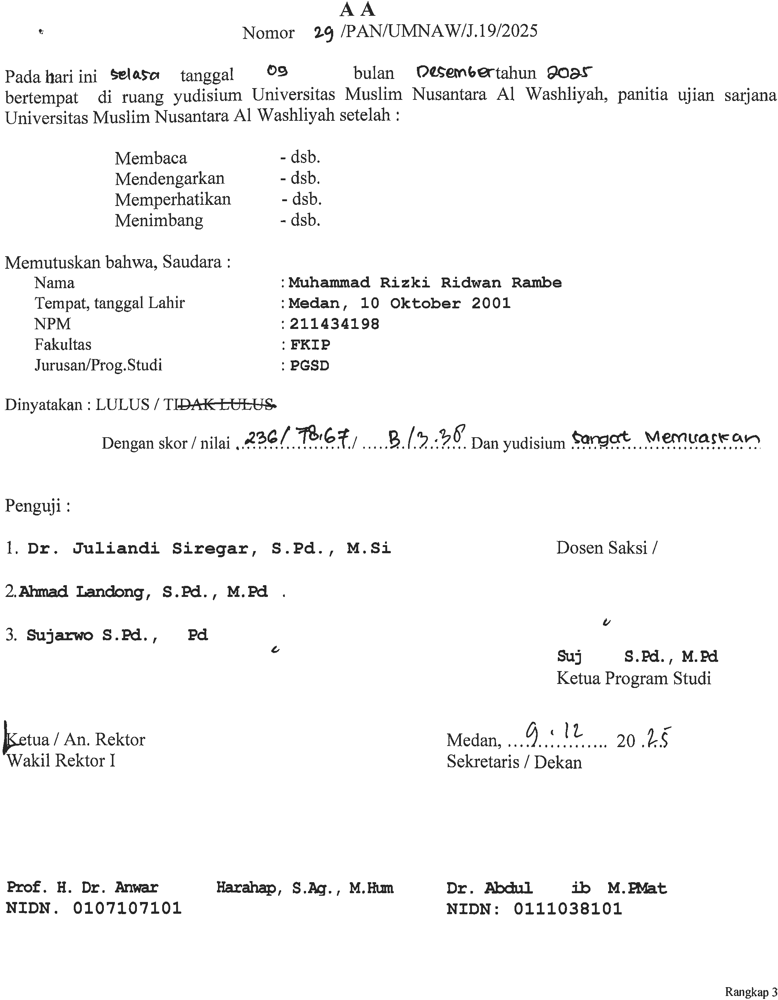 A A
Nomor 29 /PAN/UMNAW/J.19/2025
Pada hari ini selasa tanggal 09 bulan Desember tahun 2025
bertempat di ruang yudisium Universitas Muslim Nusantara Al Washliyah, panitia ujian sarjana
Universitas Muslim Nusantara Al Washliyah setelah :
Membaca - dsb.
Mendengarkan - dsb.
Memperhatikan - dsb.
Menimbang - dsb.
Memutuskan bahwa, Saudara :
Nama : Muhammad Rizki Ridwan Rambe
Tempat, tanggal Lahir : Medan, 10 Oktober 2001
NPM : 211434198
Fakultas : FKIP
Jurusan/Prog.Studi : PGSD
Dinyatakan : LULUS / TIDAK LULUS
Dengan skor / nilai 236/ 78,67 / B / 3.38 Dan yudisium Sangat Memuaskan
Penguji :
1. Dr. Juliandi Siregar, S.Pd., M.Si Dosen Saksi /
2. Ahmad Landong, S.Pd., M.Pd .
3. Sujarwo S.Pd., Pd
Suj S.Pd., M.Pd
Ketua Program Studi
Ketua / An. Rektor Medan, 9 . 12 20 25
Wakil Rektor I Sekretaris / Dekan
Prof. H. Dr. Anwar Harahap, S.Ag., M.Hum Dr. Abdul ib M.PMat
NIDN. 0107107101 NIDN: 0111038101
Rangkap 3